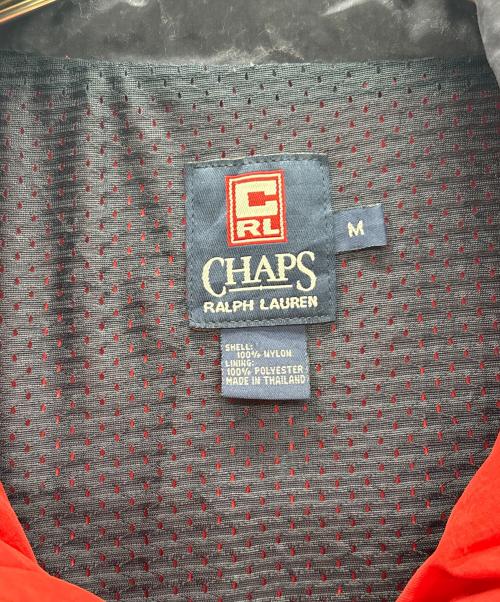 C
RL
CHAPS
RALPH LAUREN
M
SHELL:
100% NYLON
LINING:
100% POLYESTER
MADE IN THAILAND